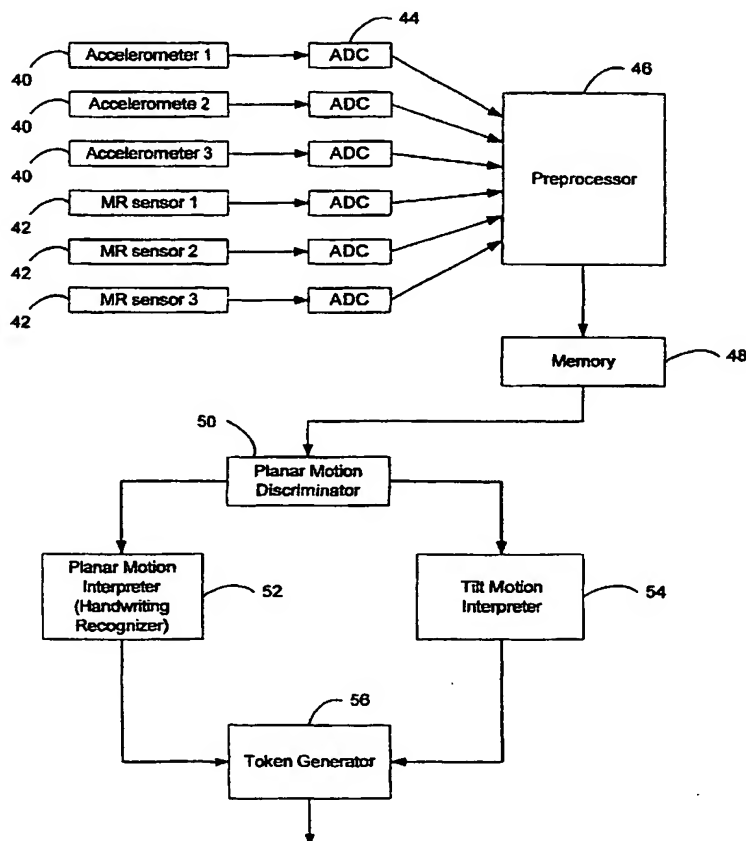 44
Accelerometer 1
ADC
46
40
Acceleromete 2
ADC
40
Accelerometer 3
ADC
Preprocessor
40
MR sensor 1
ADC
42
MR sensor 2
ADC
42
MR sensor 3
ADC
42
Memory
48
50
Planar Motion
Discriminator
Planar Motion
Interpreter
(Handwriting
Recognizer)
52
Tilt Motion
Interpreter
54
56
Token Generator